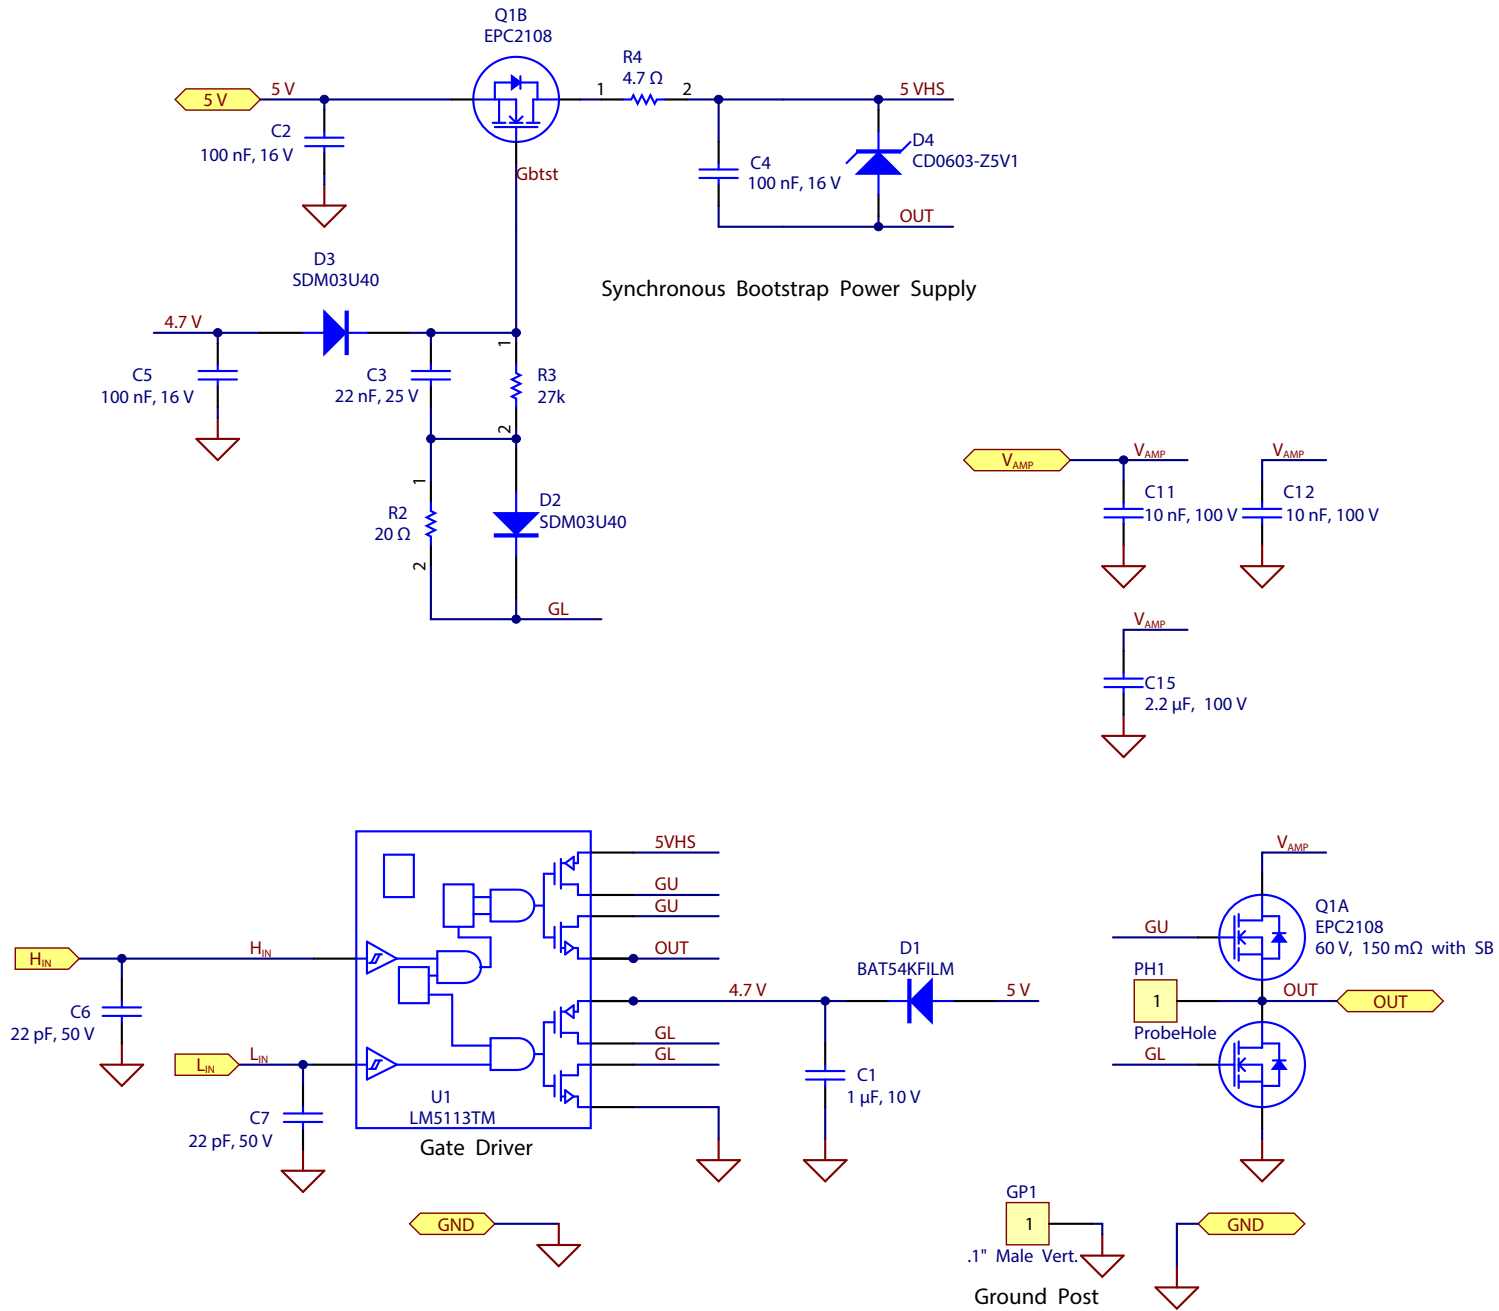 Q1B
EPC2108
R4
4.7 Ω
5 V
5 V
1
2
5 VHS
C2
100 nF, 16 V
D4
CD0603-Z5V1
C4
100 nF, 16 V
Gbtst
OUT
D3
SDM03U40
Synchronous Bootstrap Power Supply
4.7 V
1
C5
100 nF, 16 V
C3
22 nF, 25 V
R3
27k
2
1
R2
20 Ω
D2
SDM03U40
2
GL
VAMP
VAMP
VAMP
C11
10 nF, 100 V
C12
10 nF, 100 V
VAMP
C15
2.2 µF, 100 V
5VHS
GU
GU
OUT
HIN
HIN
C6
22 pF, 50 V
LIN
LIN
C7
22 pF, 50 V
U1
LM5113TM
Gate Driver
4.7 V
GL
GL
D1
BAT54KFILM
5 V
C1
1 µF, 10 V
VAMP
Q1A
EPC2108
60 V, 150 mΩ with SB
GU
PH1
1
ProbeHole
OUT
OUT
GL
GND
GP1
1
.1" Male Vert.
Ground Post
GND